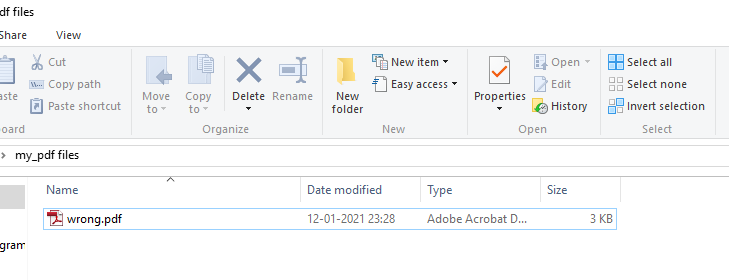 df files
Share View
aste
Cut
Copy path
Paste shortcut
Move to
Copy to
Delete
Rename
New folder
New item
Easy access
Properties
Open
Edit
History
Select all
Select none
Invert selection
oard
Organize
New
Open
Select
my_pdf files
Name Date modified Type Size
wrong.pdf 12-01-2021 23:28 Adobe Acrobat D... 3 KB
gram